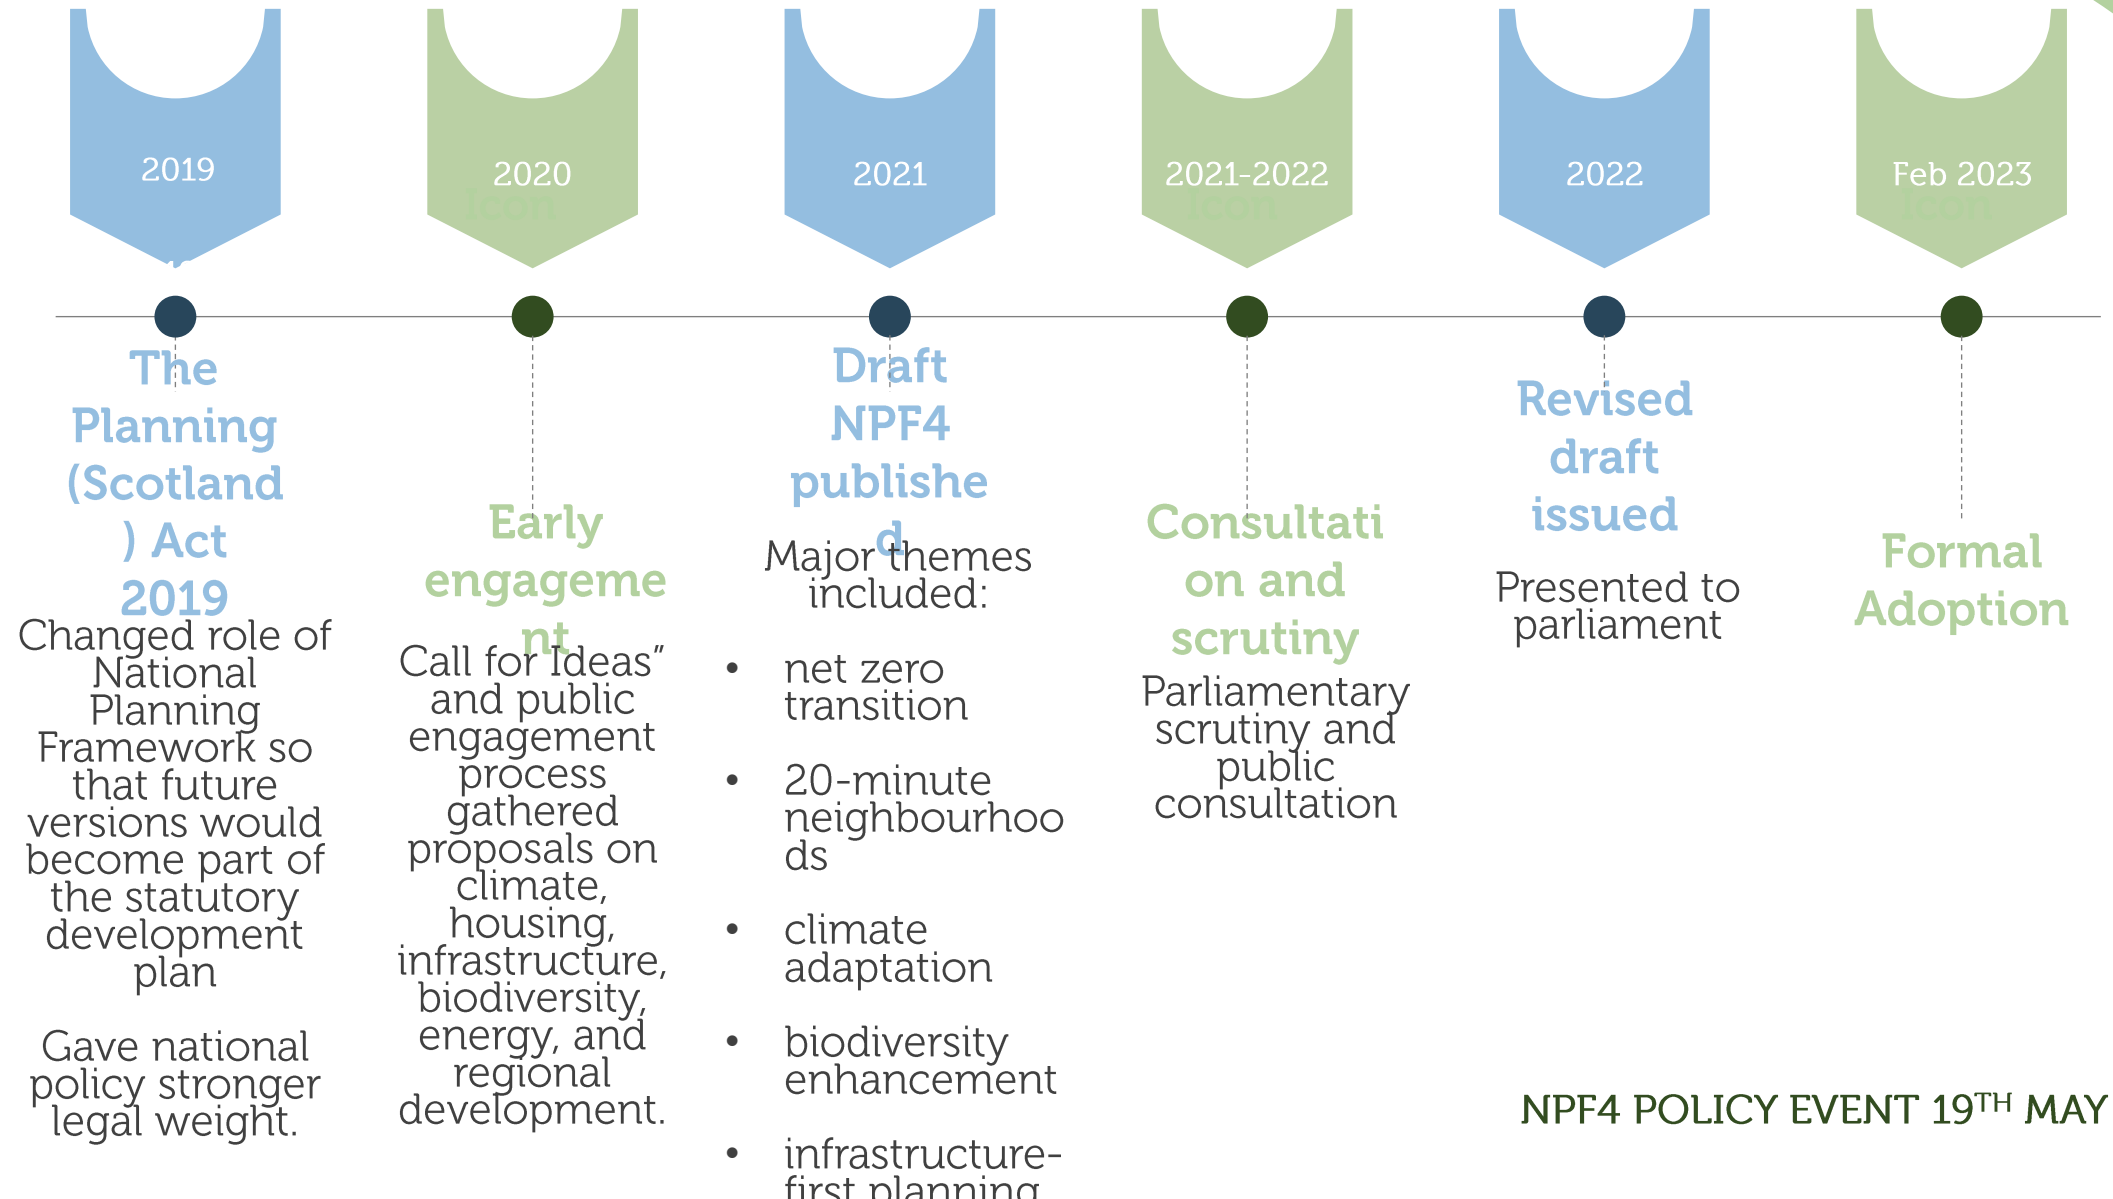 2019
2020
2021
2021-2022
2022
Feb 2023
Icon
Icon
Icon
The
Planning
(Scotland
) Act
2019
Changed role of
National
Planning
Framework so
that future
versions would
become part of
the statutory
development
plan
Gave national
policy stronger
legal weight.
Early
engageme
nt
Call for Ideas”
and public
engagement
process
gathered
proposals on
climate,
housing,
infrastructure,
biodiversity,
energy, and
regional
development.
Draft
NPF4
publishe
d
Major themes
included:
• net zero
transition
• 20-minute
neighbourhoo
ds
• climate
adaptation
• biodiversity
enhancement
• infrastructure-
first planning
Consultati
on and
scrutiny
Parliamentary
scrutiny and
public
consultation
Revised
draft
issued
Presented to
parliament
Formal
Adoption
NPF4 POLICY EVENT 19TH MAY